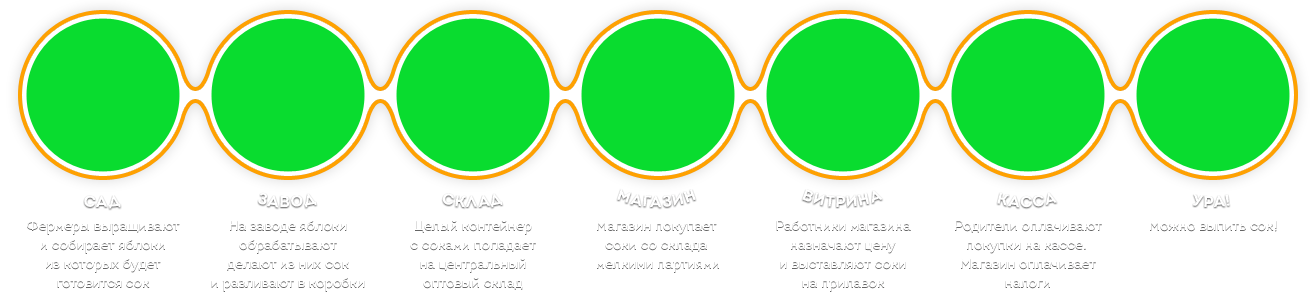 САД
Фермеры выращивают
и собирает яблоки
из которых будет
готовится сок
ЗАВОД
На заводе яблоки
обрабатывают
делают из них сок
и разливают в коробки
СКЛАД
Целый контейнер
с соками попадает
на центральный
оптовый склад
МАГАЗИН
Магазин покупает
соки со склада
мелкими партиями
ВИТРИНА
Работники магазина
назначают цену
и выставляют соки
на прилавок
КАССА
Родители оплачивают
покупки на кассе.
Магазин оплачивает
налоги
УРА!
Можно выпить сок!